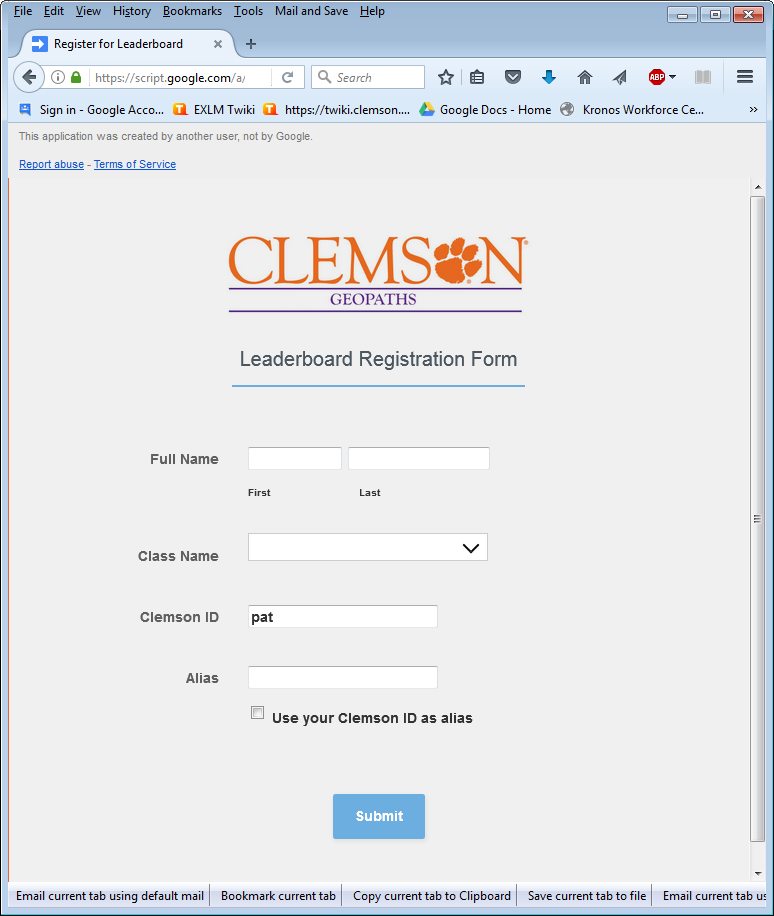 File Edit View History Bookmarks Tools Mail and Save Help
Register for Leaderboard
https://script.google.com/a/ Search ABP
Sign in - Google Acco... EXLM Twiki https://twiki.clemson.... Google Docs - Home Kronos Workforce Ce... »
This application was created by another user, not by Google.
Report abuse - Terms of Service
CLEMSON®
GEOPATHS
Leaderboard Registration Form
Full Name
First Last
Class Name
Clemson ID pat
Alias
Use your Clemson ID as alias
Submit
Email current tab using default mail Bookmark current tab Copy current tab to Clipboard Save current tab to file Email current tab us